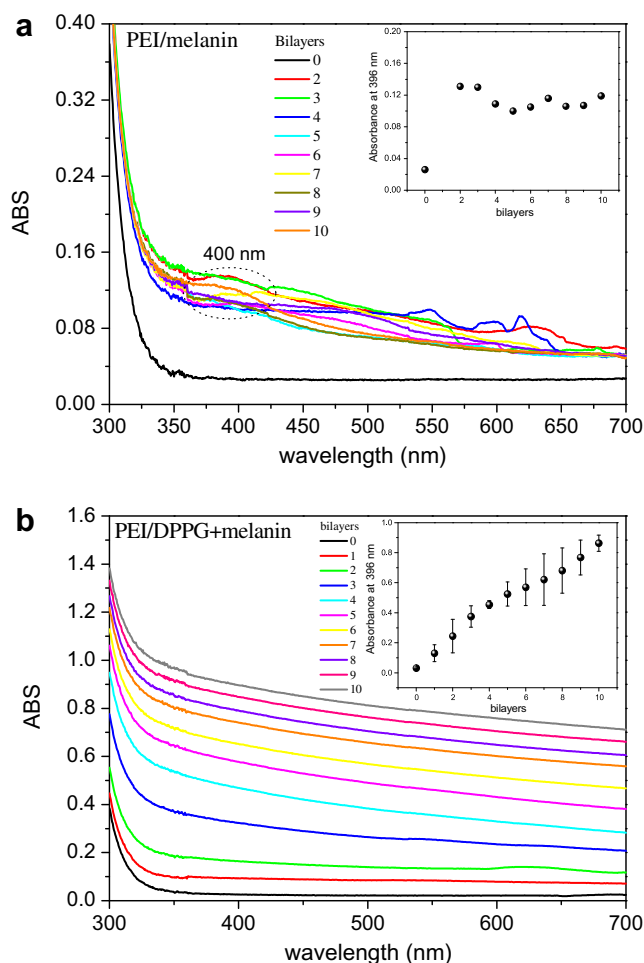 a
PEI/melanin
Bilayers
0
2
3
4
5
6
7
8
9
10
400 nm
ABS
0.40
0.32
0.24
0.16
0.08
0.00
300 350 400 450 500 550 600 650 700
wavelength (nm)
Absorbance at 396 nm
0.20
0.16
0.12
0.08
0.04
0.00
0 2 4 6 8 10
bilayers
b
PEI/DPPG+melanin
bilayers
0
1
2
3
4
5
6
7
8
9
10
ABS
1.6
1.4
1.2
1.0
0.8
0.6
0.4
0.2
0.0
300 350 400 450 500 550 600 650 700
wavelength (nm)
Absorbance at 396 nm
1.0
0.8
0.6
0.4
0.2
0.0
0 2 4 6 8 10
bilayers